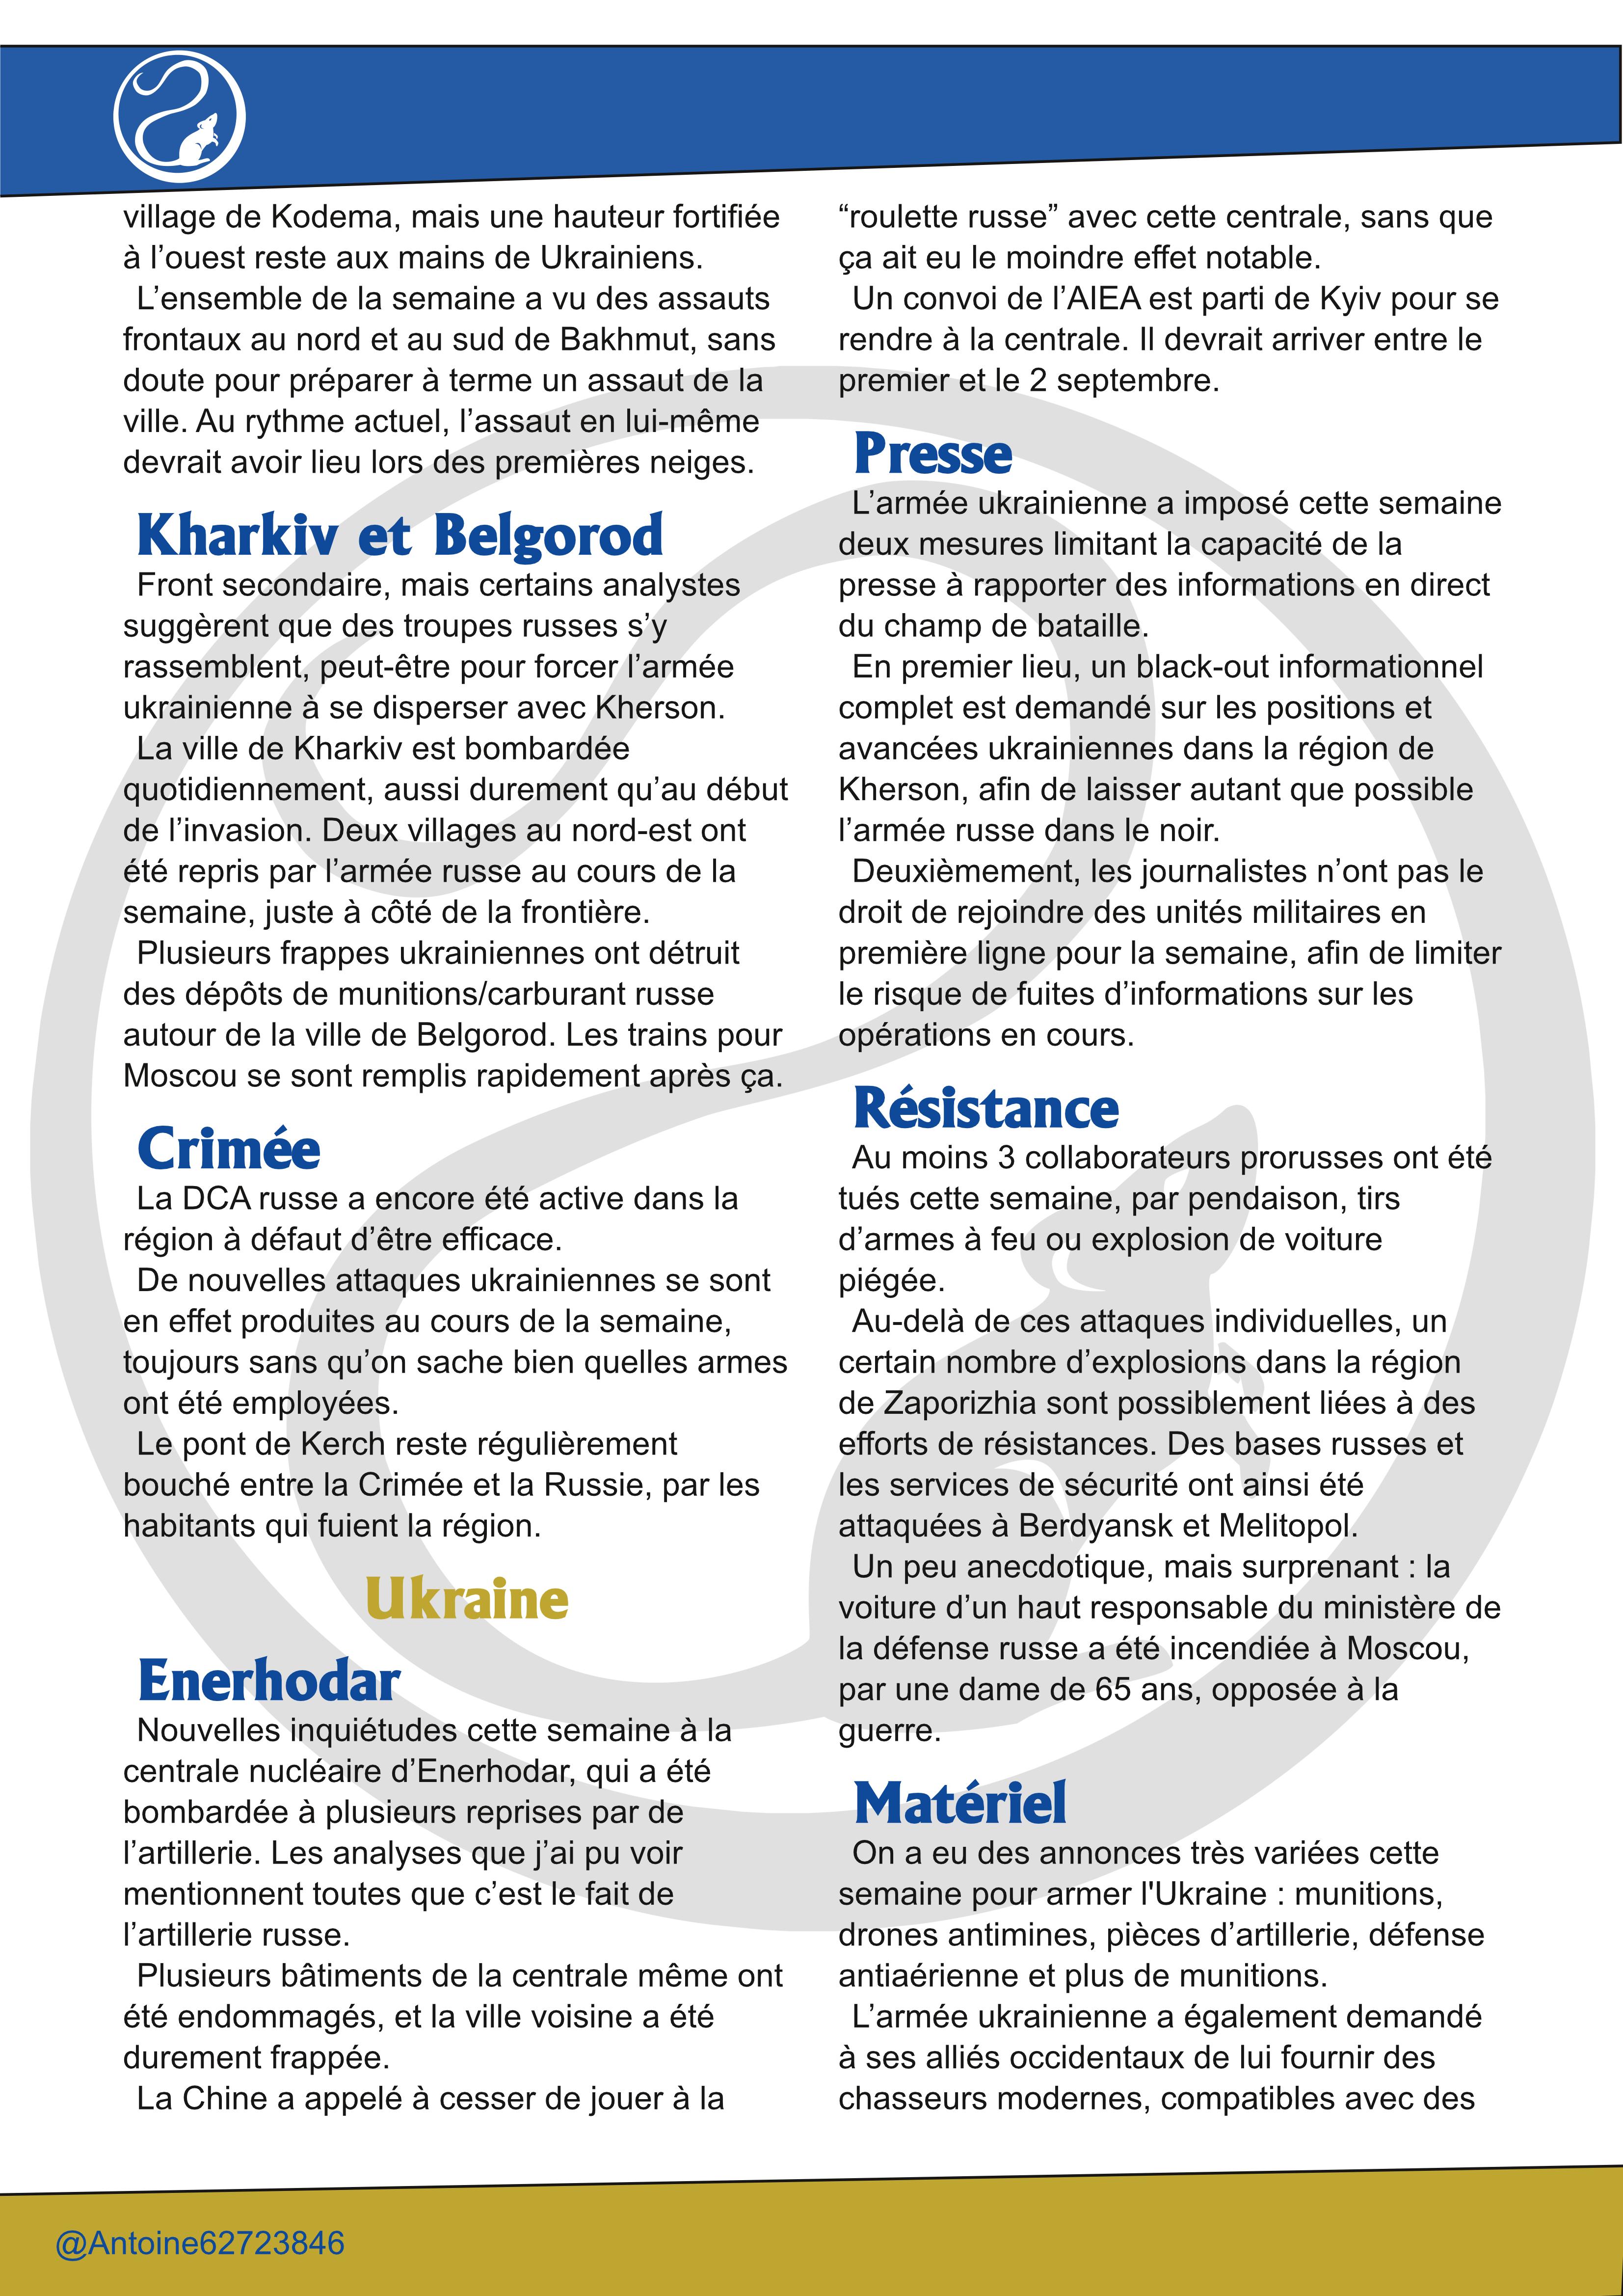 village de Kodema, mais une hauteur fortifiée
à l’ouest reste aux mains de Ukrainiens.
L’ensemble de la semaine a vu des assauts
frontaux au nord et au sud de Bakhmut, sans
doute pour préparer à terme un assaut de la
ville. Au rythme actuel, l’assaut en lui-même
devrait avoir lieu lors des premières neiges.
Kharkiv et Belgorod
Front secondaire, mais certains analystes
suggèrent que des troupes russes s’y
rassemblent, peut-être pour forcer l’armée
ukrainienne à se disperser avec Kherson.
La ville de Kharkiv est bombardée
quotidiennement, aussi durement qu’au début
de l’invasion. Deux villages au nord-est ont
été repris par l’armée russe au cours de la
semaine, juste à côté de la frontière.
Plusieurs frappes ukrainiennes ont détruit
des dépôts de munitions/carburant russe
autour de la ville de Belgorod. Les trains pour
Moscou se sont remplis rapidement après ça.
Crimée
La DCA russe a encore été active dans la
région à défaut d’être efficace.
De nouvelles attaques ukrainiennes se sont
en effet produites au cours de la semaine,
toujours sans qu’on sache bien quelles armes
ont été employées.
Le pont de Kerch reste régulièrement
bouché entre la Crimée et la Russie, par les
habitants qui fuient la région.
Ukraine
Enerhodar
Nouvelles inquiétudes cette semaine à la
centrale nucléaire d’Enerhodar, qui a été
bombardée à plusieurs reprises par de
l’artillerie. Les analyses que j’ai pu voir
mentionnent toutes que c’est le fait de
l’artillerie russe.
Plusieurs bâtiments de la centrale même ont
été endommagés, et la ville voisine a été
durement frappée.
La Chine a appelé à cesser de jouer à la
“roulette russe” avec cette centrale, sans que
ça ait eu le moindre effet notable.
Un convoi de l’AIEA est parti de Kyiv pour se
rendre à la centrale. Il devrait arriver entre le
premier et le 2 septembre.
Presse
L’armée ukrainienne a imposé cette semaine
deux mesures limitant la capacité de la
presse à rapporter des informations en direct
du champ de bataille.
En premier lieu, un black-out informationnel
complet est demandé sur les positions et
avancées ukrainiennes dans la région de
Kherson, afin de laisser autant que possible
l’armée russe dans le noir.
Deuxièmement, les journalistes n’ont pas le
droit de rejoindre des unités militaires en
première ligne pour la semaine, afin de limiter
le risque de fuites d’informations sur les
opérations en cours.
Résistance
Au moins 3 collaborateurs prorusses ont été
tués cette semaine, par pendaison, tirs
d’armes à feu ou explosion de voiture
piégée.
Au-delà de ces attaques individuelles, un
certain nombre d’explosions dans la région
de Zaporizhia sont possiblement liées à des
efforts de résistances. Des bases russes et
les services de sécurité ont ainsi été
attaquées à Berdyansk et Melitopol.
Un peu anecdotique, mais surprenant : la
voiture d’un haut responsable du ministère de
la défense russe a été incendiée à Moscou,
par une dame de 65 ans, opposée à la
guerre.
Matériel
On a eu des annonces très variées cette
semaine pour armer l'Ukraine : munitions,
drones antimines, pièces d’artillerie, défense
antiaérienne et plus de munitions.
L’armée ukrainienne a également demandé
à ses alliés occidentaux de lui fournir des
chasseurs modernes, compatibles avec des
@Antoine62723846